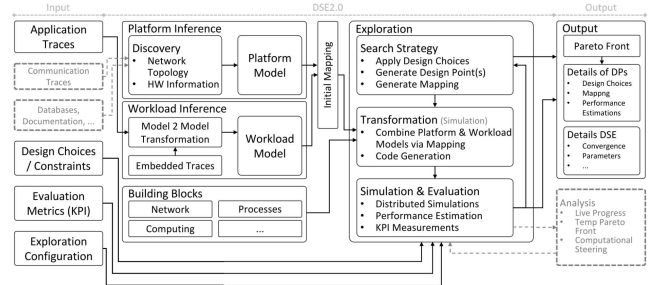 Input
DSE2.0
Output
Application
Traces
Communication
Traces
Databases,
Documentation, ...
Design Choices
/ Constraints
Evaluation
Metrics (KPI)
Exploration
Configuration
Platform Inference
Discovery
• Network
Topology
• HW Information
Platform
Model
Workload Inference
Model 2 Model
Transformation
Embedded Traces
Workload
Model
Building Blocks
Network
Processes
Computing
...
Initial Mapping
Exploration
Search Strategy
• Apply Design Choices
• Generate Design Point(s)
• Generate Mapping
Transformation (Simulation)
• Combine Platform & Workload
Models via Mapping
• Code Generation
Simulation & Evaluation
• Distributed Simulations
• Performance Estimation
• KPI Measurements
Output
Pareto Front
Details of DPs
• Design Choices
• Mappng
• Performance
Estimations
Details DSE
• Convergence
• Parameters
• ...
Analysis
• Live Progress
• Temp Pareto
Front
• Computational
Steering